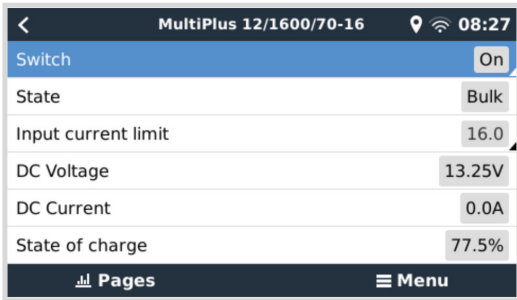 MultiPlus 12/1600/70-16 08:27
Switch On
State Bulk
Input current limit 16.0
DC Voltage 13.25V
DC Current 0.0A
State of charge 77.5%
Pages Menu